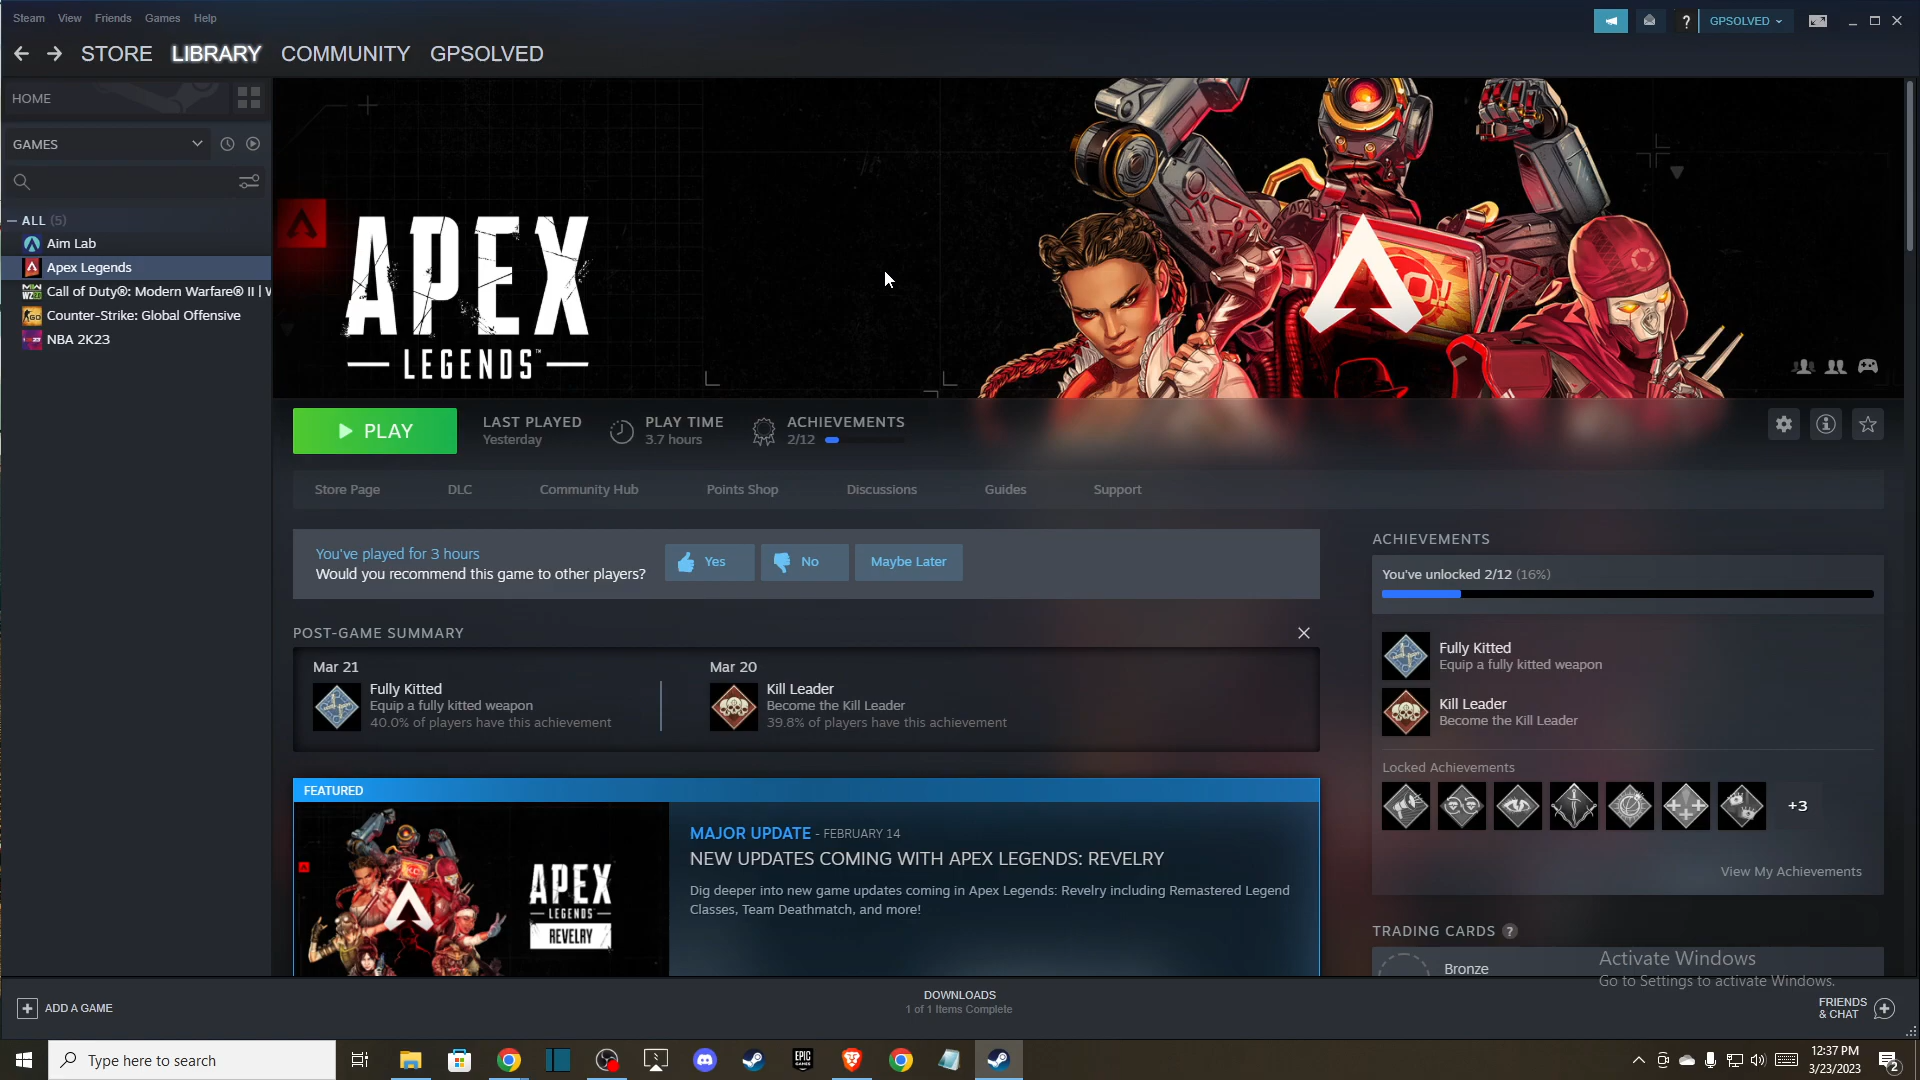 Steam View Friends Games Help
GPSOLVED
STORE LIBRARY COMMUNITY GPSOLVED
HOME
GAMES
ALL (5)
Aim Lab
Apex Legends
Call of Duty®: Modern Warfare® II |
Counter-Strike: Global Offensive
NBA 2K23
APEX
LEGENDS™
PLAY
LAST PLAYED
Yesterday
PLAY TIME
3.7 hours
ACHIEVEMENTS
2/12
Store Page DLC Community Hub Points Shop Discussions Guides Support
You've played for 3 hours
Would you recommend this game to other players?
Yes No Maybe Later
POST-GAME SUMMARY
Mar 21
Fully Kitted
Equip a fully kitted weapon
40.0% of players have this achievement
Mar 20
Kill Leader
Become the Kill Leader
39.8% of players have this achievement
FEATURED
APEX
LEGENDS
REVELRY
MAJOR UPDATE - FEBRUARY 14
NEW UPDATES COMING WITH APEX LEGENDS: REVELRY
Dig deeper into new game updates coming in Apex Legends: Revelry including Remastered Legend
Classes, Team Deathmatch, and more!
ACHIEVEMENTS
You've unlocked 2/12 (16%)
Fully Kitted
Equip a fully kitted weapon
Kill Leader
Become the Kill Leader
Locked Achievements
+3
View My Achievements
TRADING CARDS ?
Bronze
Activate Windows
Go to Settings to activate Windows.
ADD A GAME
DOWNLOADS
1 of 1 Items Complete
FRIENDS
& CHAT
Type here to search
EPIC
GAMES
12:37 PM
3/23/2023
2